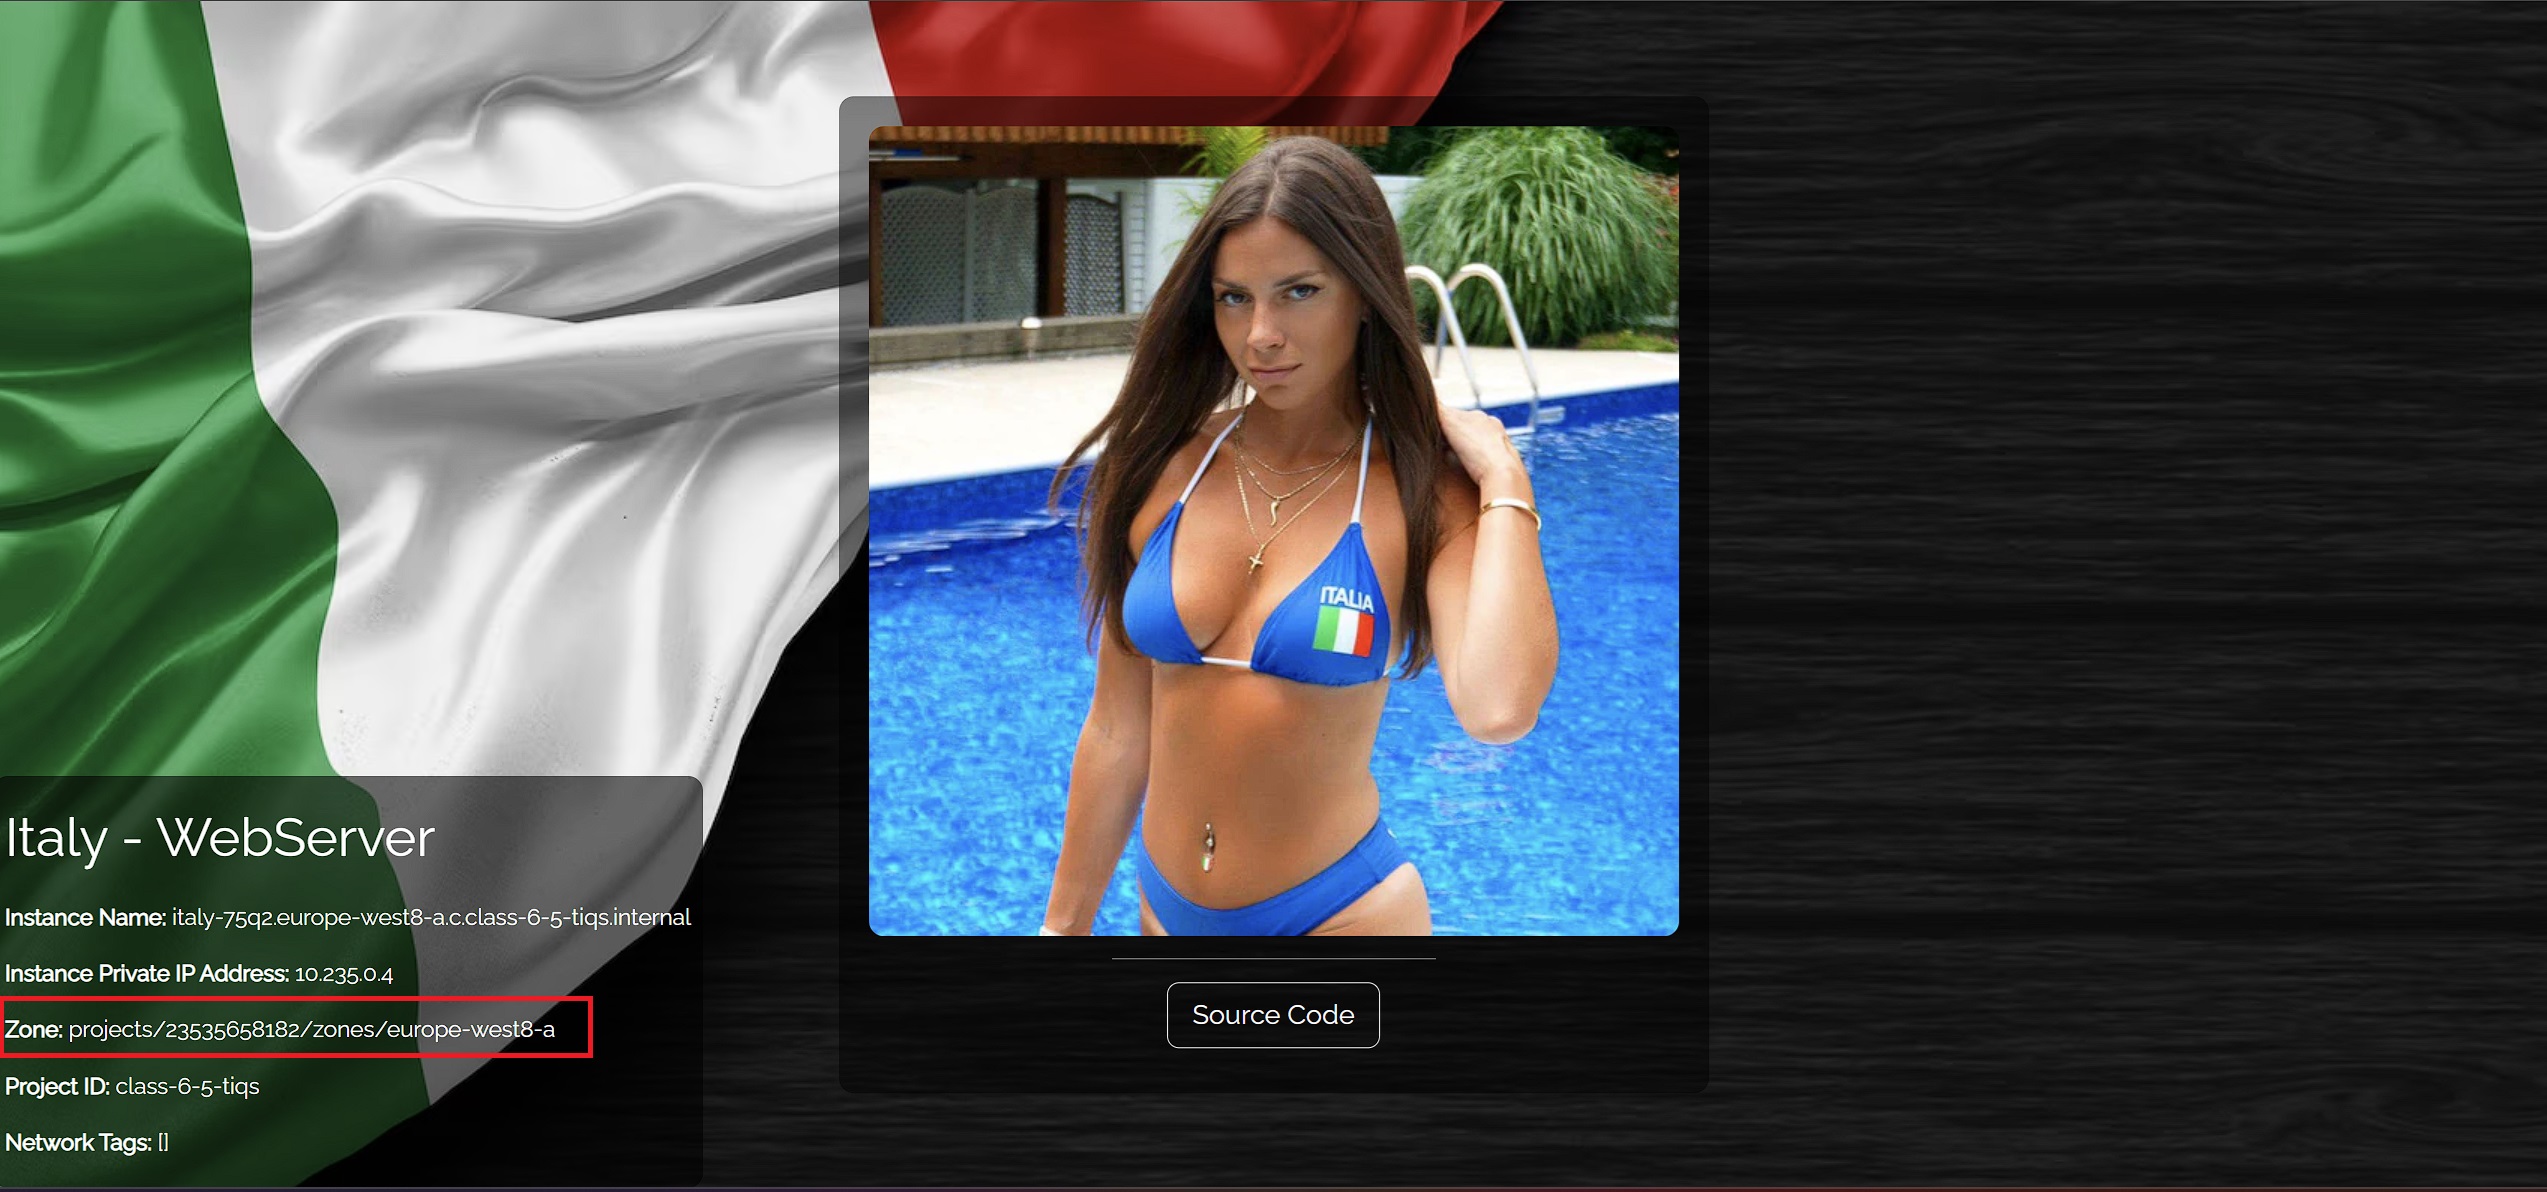 ITALIA
Italy - WebServer
Instance Name: italy-75q2.europe-west8-a.c.class-6-5-tiqs.internal
Instance Private IP Address: 10.235.0.4
Zone: projects/23535658182/zones/europe-west8-a
Project ID: class-6-5-tiqs
Network Tags: []
Source Code